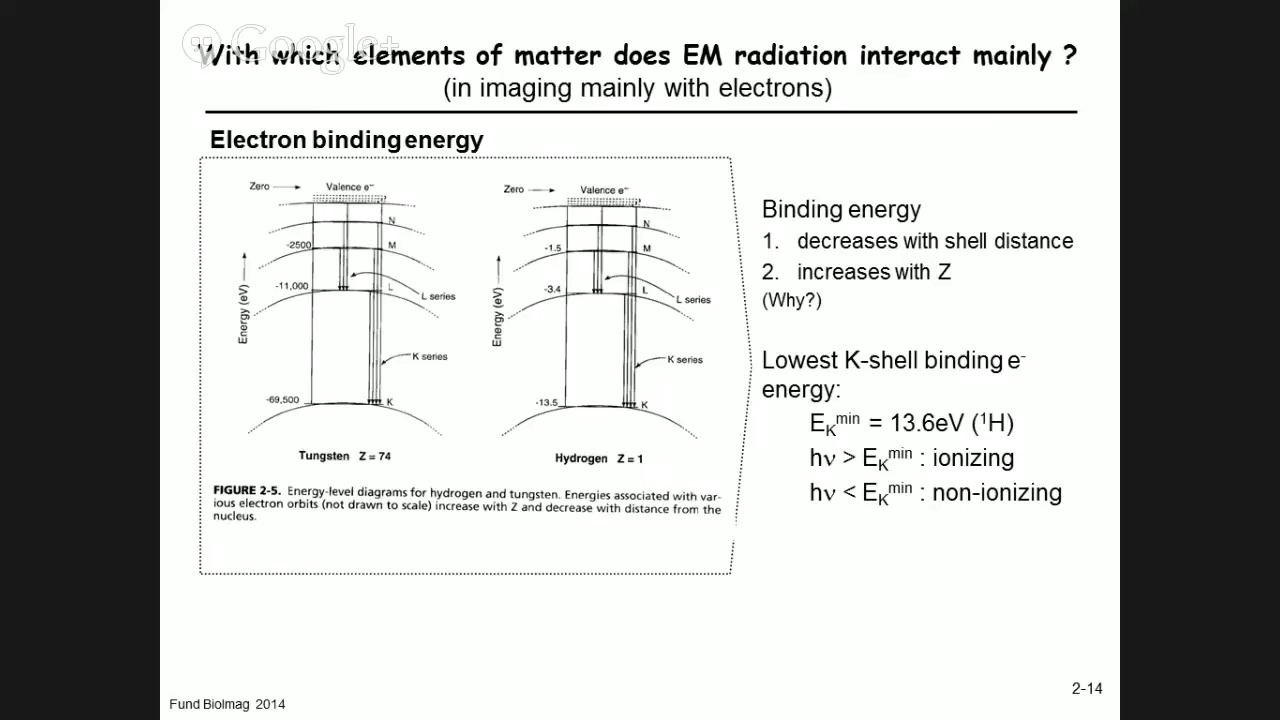 Google+
With which elements of matter does EM radiation interact mainly ?
(in imaging mainly with electrons)
Electron binding energy
Zero
Valence e⁻
N
-2500
M
-11,000
L
L series
Energy (eV)
K series
-69,500
K
Tungsten Z = 74
Zero
Valence e⁻
N
-1.5
M
-3.4
L
L series
Energy (eV)
K series
-13.5
K
Hydrogen Z = 1
FIGURE 2-5. Energy-level diagrams for hydrogen and tungsten. Energies associated with var-
ious electron orbits (not drawn to scale) increase with Z and decrease with distance from the
nucleus.
Binding energy
1. decreases with shell distance
2. increases with Z
(Why?)
Lowest K-shell binding e⁻
energy:
E_K^min = 13.6eV (¹H)
hν > E_K^min : ionizing
hν < E_K^min : non-ionizing
2-14
Fund BioImag 2014